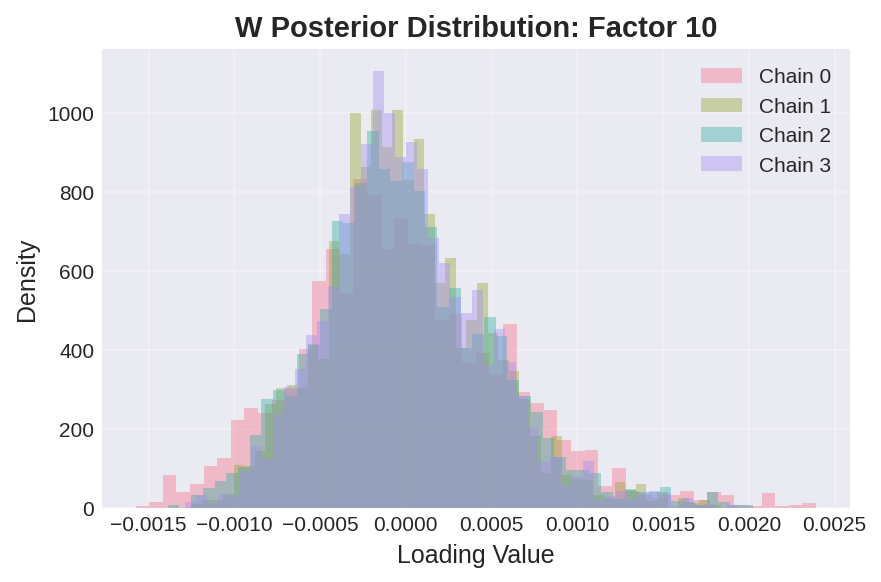 W Posterior Distribution: Factor 10
Chain 0
Chain 1
Chain 2
Chain 3
Density
1000
800
600
400
200
0
−0.0015 −0.0010 −0.0005 0.0000 0.0005 0.0010 0.0015 0.0020 0.0025
Loading Value